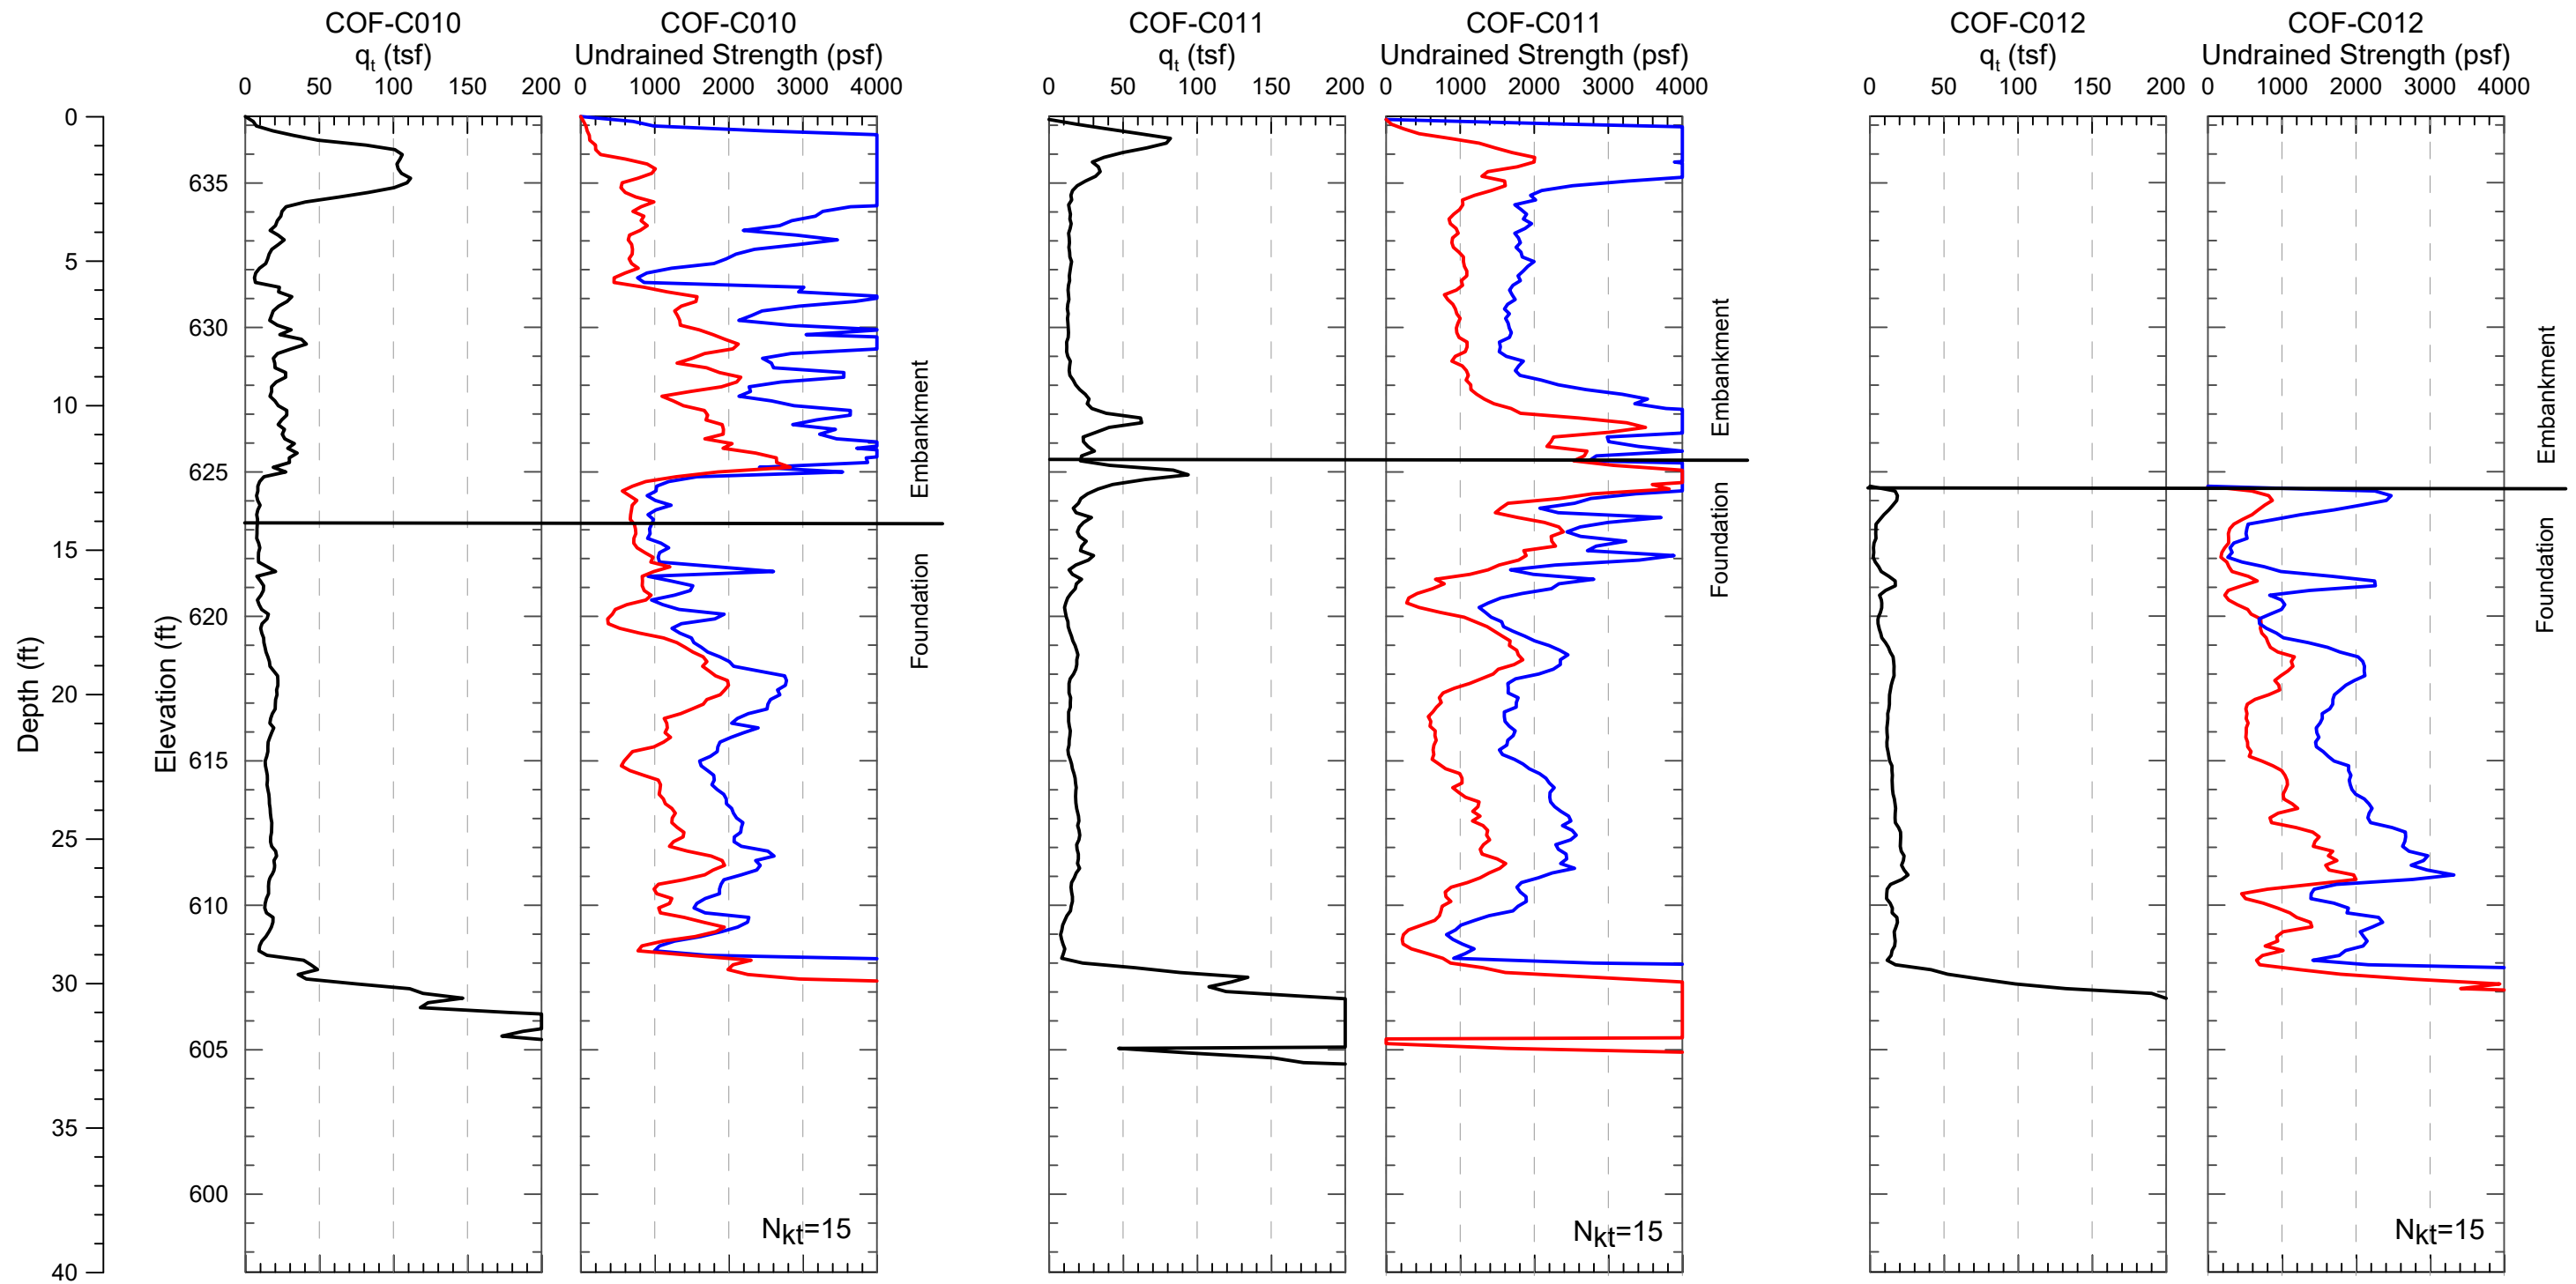 COF-C010 COF-C010 COF-C011 COF-C011 COF-C012 COF-C012
qt (tsf) Undrained Strength (psf) qt (tsf) Undrained Strength (psf) qt (tsf) Undrained Strength (psf)
0 50 100 150 200 0 1000 2000 3000 4000 0 50 100 150 200 0 1000 2000 3000 4000 0 50 100 150 200 0 1000 2000 3000 4000
0
5
10
15
20
25
30
35
40
Depth (ft)
635
630
625
620
615
610
605
600
Elevation (ft)
Embankment
Foundation
Embankment
Foundation
Embankment
Foundation
Nkt=15 Nkt=15 Nkt=15